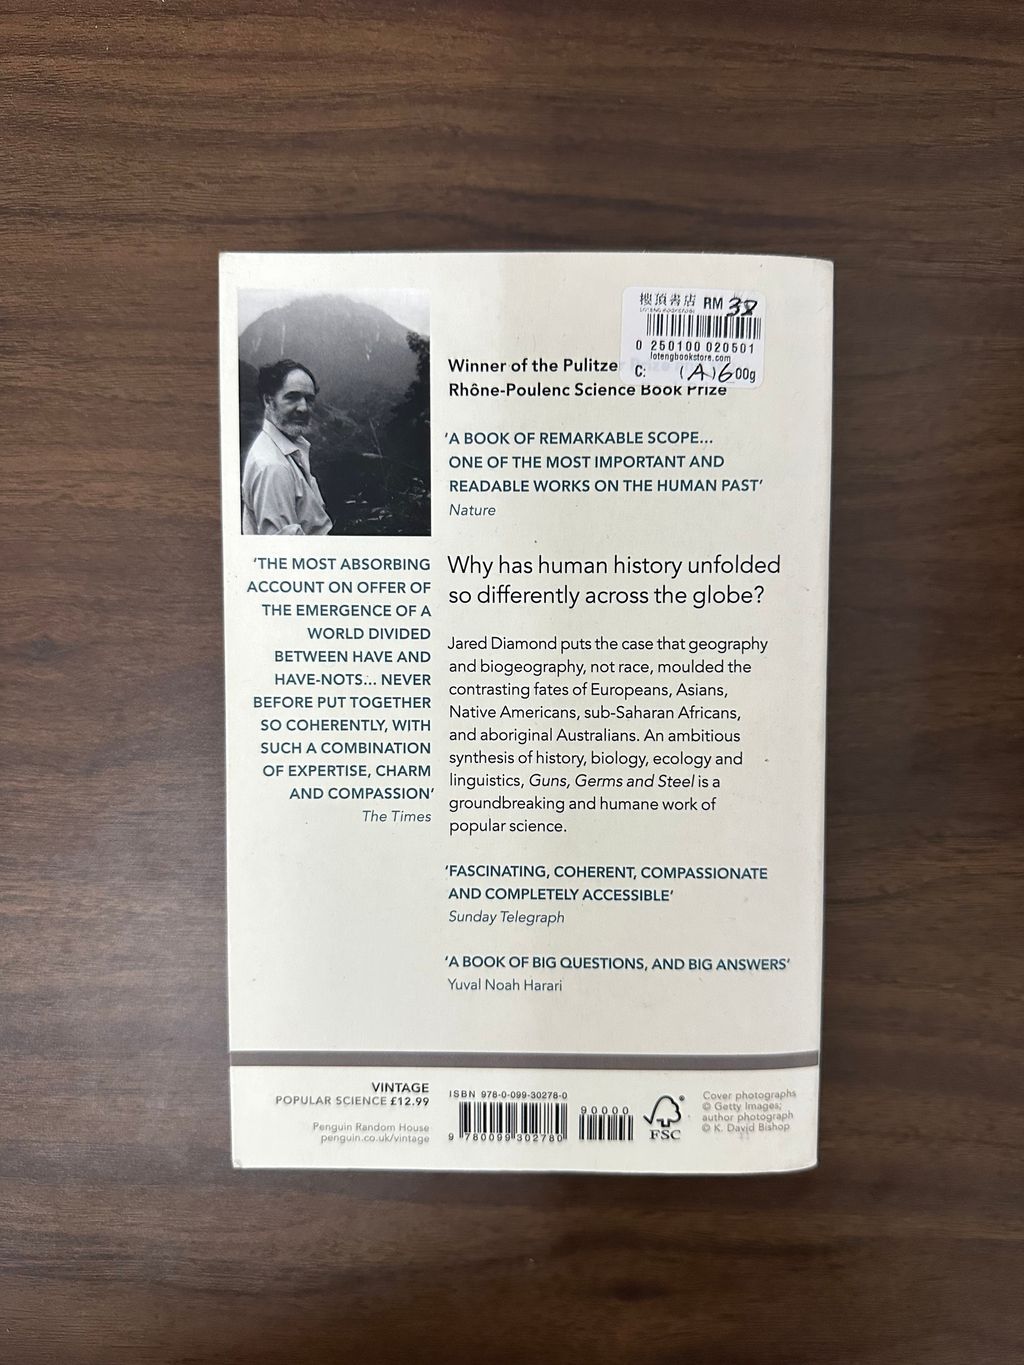 樓頂書店 RM 38
0 250100 020501
lotengbookstore.com
C: (A) 600g
Winner of the Pulitzer
Rhône-Poulenc Science Book Prize
‘A BOOK OF REMARKABLE SCOPE...
ONE OF THE MOST IMPORTANT AND
READABLE WORKS ON THE HUMAN PAST’
Nature
‘THE MOST ABSORBING
ACCOUNT ON OFFER OF
THE EMERGENCE OF A
WORLD DIVIDED
BETWEEN HAVE AND
HAVE-NOTS... NEVER
BEFORE PUT TOGETHER
SO COHERENTLY, WITH
SUCH A COMBINATION
OF EXPERTISE, CHARM
AND COMPASSION’
The Times
Why has human history unfolded
so differently across the globe?
Jared Diamond puts the case that geography
and biogeography, not race, moulded the
contrasting fates of Europeans, Asians,
Native Americans, sub-Saharan Africans,
and aboriginal Australians. An ambitious
synthesis of history, biology, ecology and
linguistics, Guns, Germs and Steel is a
groundbreaking and humane work of
popular science.
‘FASCINATING, COHERENT, COMPASSIONATE
AND COMPLETELY ACCESSIBLE’
Sunday Telegraph
‘A BOOK OF BIG QUESTIONS, AND BIG ANSWERS’
Yuval Noah Harari
VINTAGE
POPULAR SCIENCE £12.99
Penguin Random House
penguin.co.uk/vintage
ISBN 978-0-099-30278-0
90000
9 780099 302780
FSC
Cover photographs
© Getty Images;
author photograph
© K. David Bishop